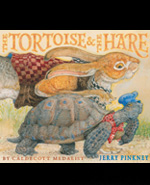 THE TORTOISE & THE HARE
BY CALDECOTT MEDALIST JERRY PINKNEY